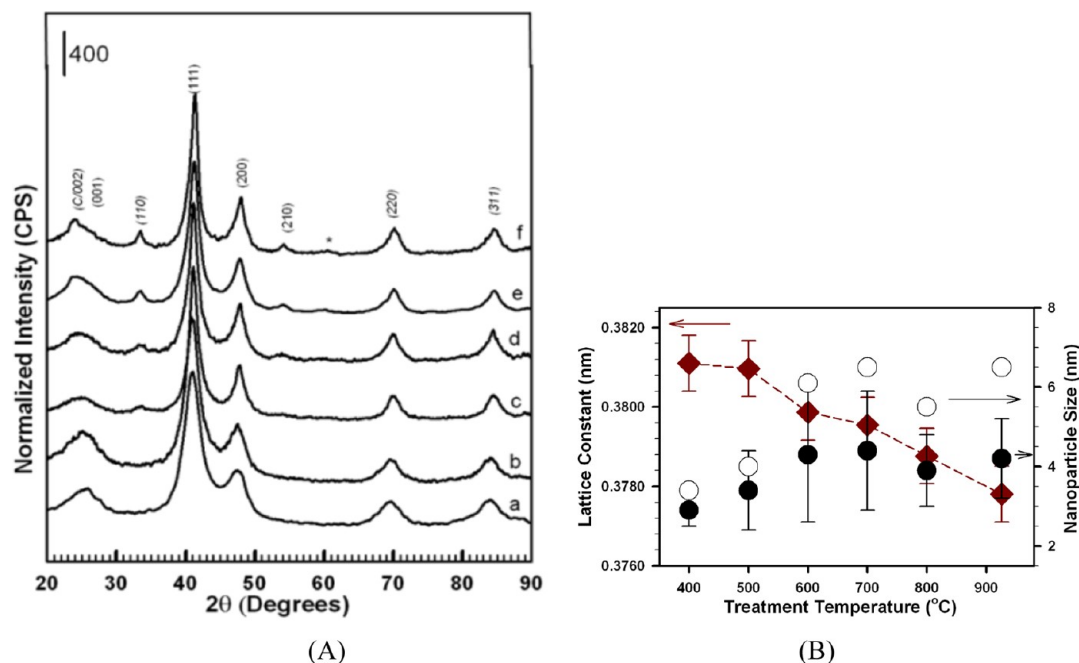 400
(111)
(C/002)
(001)
(110)
(200)
(210)
*
(220)
(311)
f
e
d
c
b
a
Normalized Intensity (CPS)
20 30 40 50 60 70 80 90
2θ (Degrees)
(A)
0.3820
0.3800
0.3780
0.3760
Lattice Constant (nm)
8
6
4
2
Nanoparticle Size (nm)
400 500 600 700 800 900
Treatment Temperature (°C)
(B)